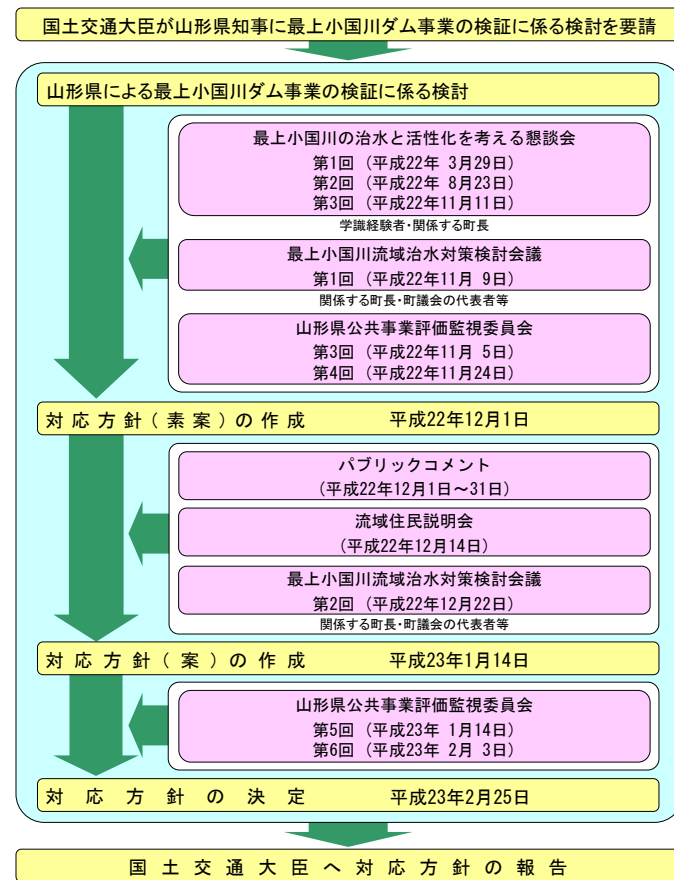 国土交通大臣が山形県知事に最上小国川ダム事業の検証に係る検討を要請
山形県による最上小国川ダム事業の検証に係る検討
最上小国川の治水と活性化を考える懇談会
第1回（平成22年 3月29日）
第2回（平成22年 8月23日）
第3回（平成22年11月11日）
学識経験者・関係する町長
最上小国川流域治水対策検討会議
第1回（平成22年11月 9日）
関係する町長・町議会の代表者等
山形県公共事業評価監視委員会
第3回（平成22年11月 5日）
第4回（平成22年11月24日）
対応方針(素案)の作成 平成22年12月1日
パブリックコメント
（平成22年12月1日～31日）
流域住民説明会
（平成22年12月14日）
最上小国川流域治水対策検討会議
第2回（平成22年12月22日）
関係する町長・町議会の代表者等
対応方針(案)の作成 平成23年1月14日
山形県公共事業評価監視委員会
第5回（平成23年 1月14日）
第6回（平成23年 2月 3日）
対応方針の決定 平成23年2月25日
国土交通大臣へ対応方針の報告